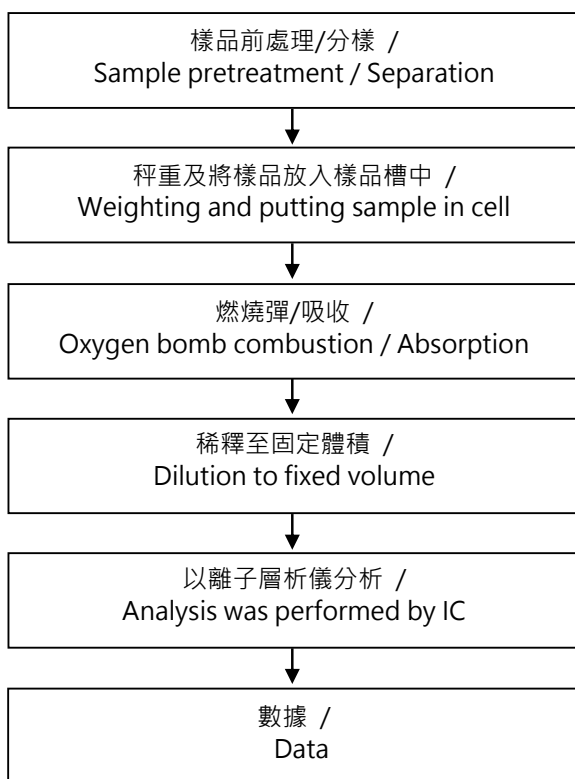 樣品前處理/分樣 /
Sample pretreatment / Separation
秤重及將樣品放入樣品槽中 /
Weighting and putting sample in cell
燃燒彈/吸收 /
Oxygen bomb combustion / Absorption
稀釋至固定體積 /
Dilution to fixed volume
以離子層析儀分析 /
Analysis was performed by IC
數據 /
Data